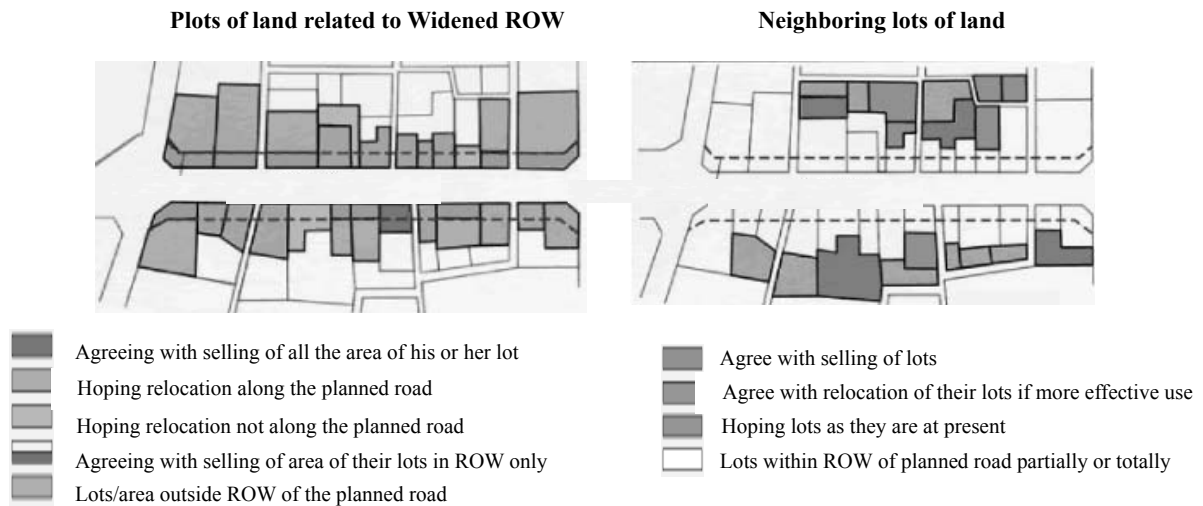 Plots of land related to Widened ROW
Neighboring lots of land
Agreeing with selling of all the area of his or her lot
Hoping relocation along the planned road
Hoping relocation not along the planned road
Agreeing with selling of area of their lots in ROW only
Lots/area outside ROW of the planned road
Agree with selling of lots
Agree with relocation of their lots if more effective use
Hoping lots as they are at present
Lots within ROW of planned road partially or totally